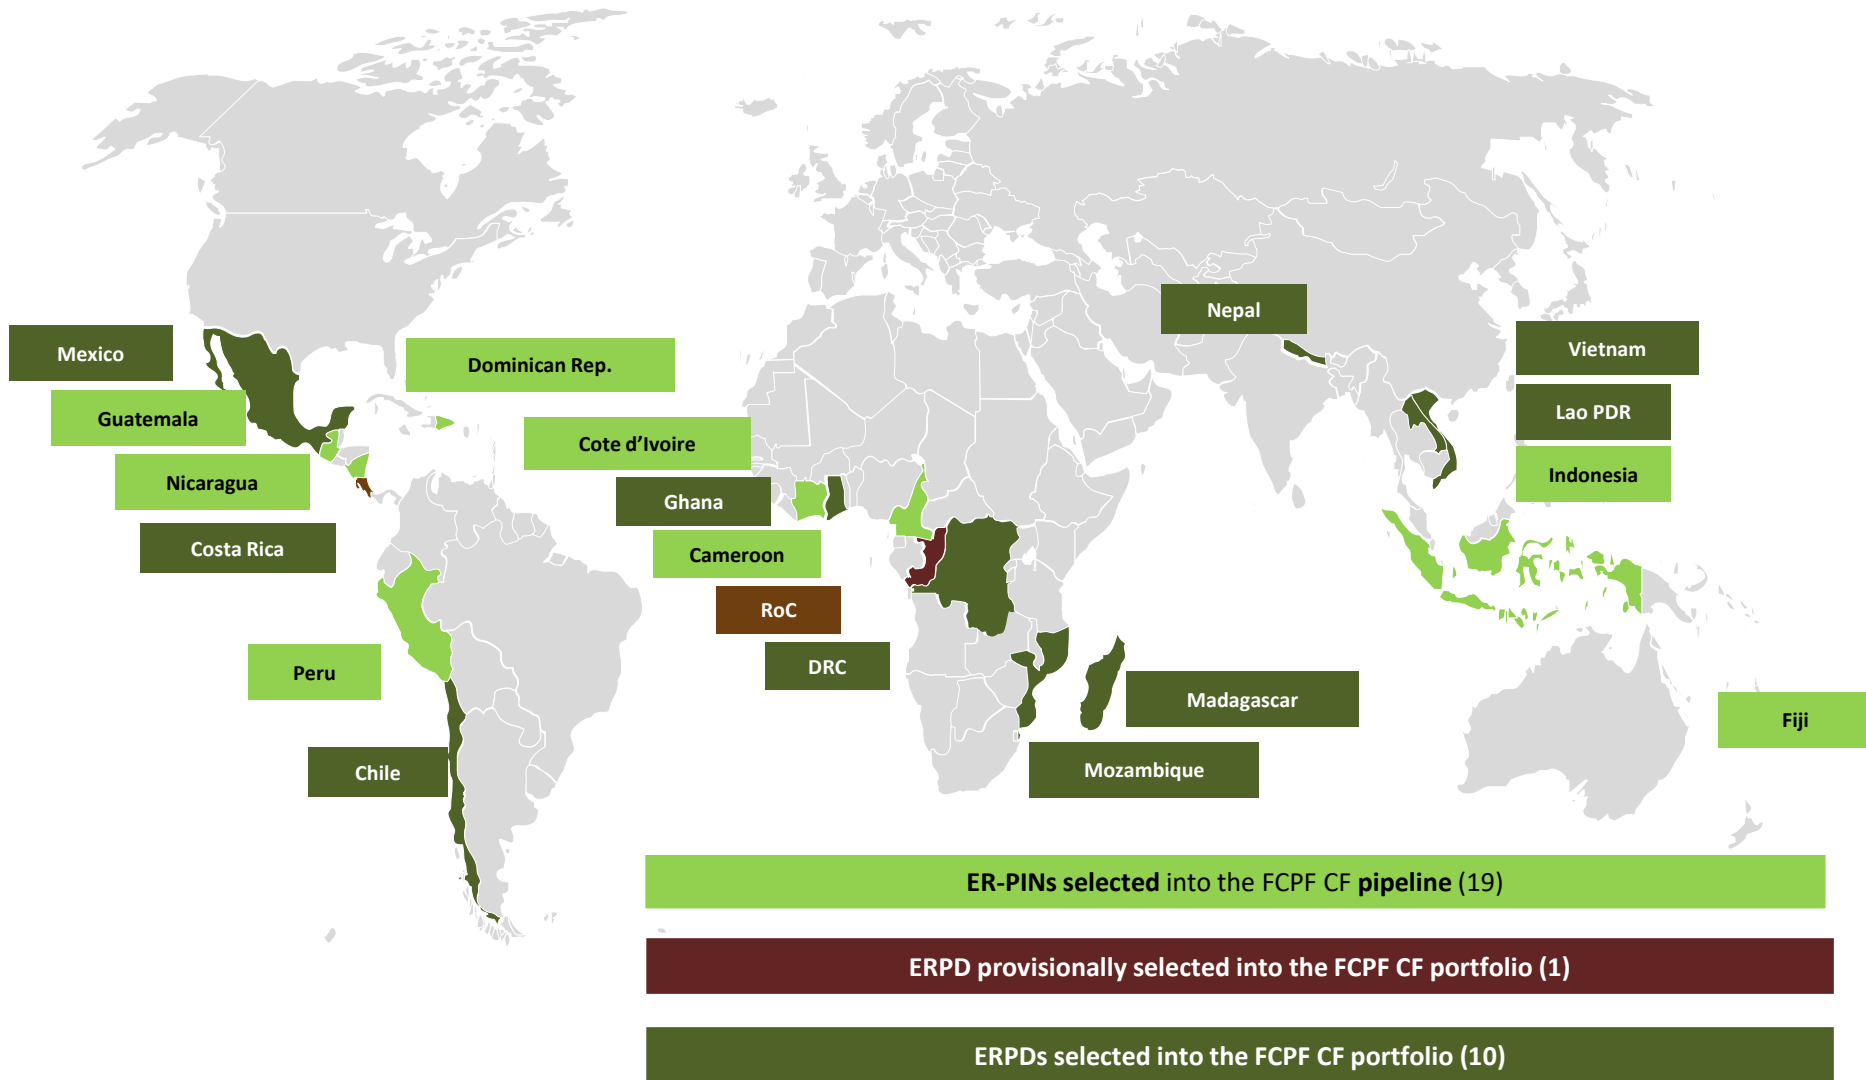 Nepal
Mexico
Dominican Rep.
Vietnam
Guatemala
Lao PDR
Cote d'Ivoire
Nicaragua
Indonesia
Ghana
Costa Rica
Cameroon
RoC
Peru
DRC
Madagascar
Fiji
Chile
Mozambique
ER-PINs selected into the FCPF CF pipeline (19)
ERPD provisionally selected into the FCPF CF portfolio (1)
ERPDs selected into the FCPF CF portfolio (10)